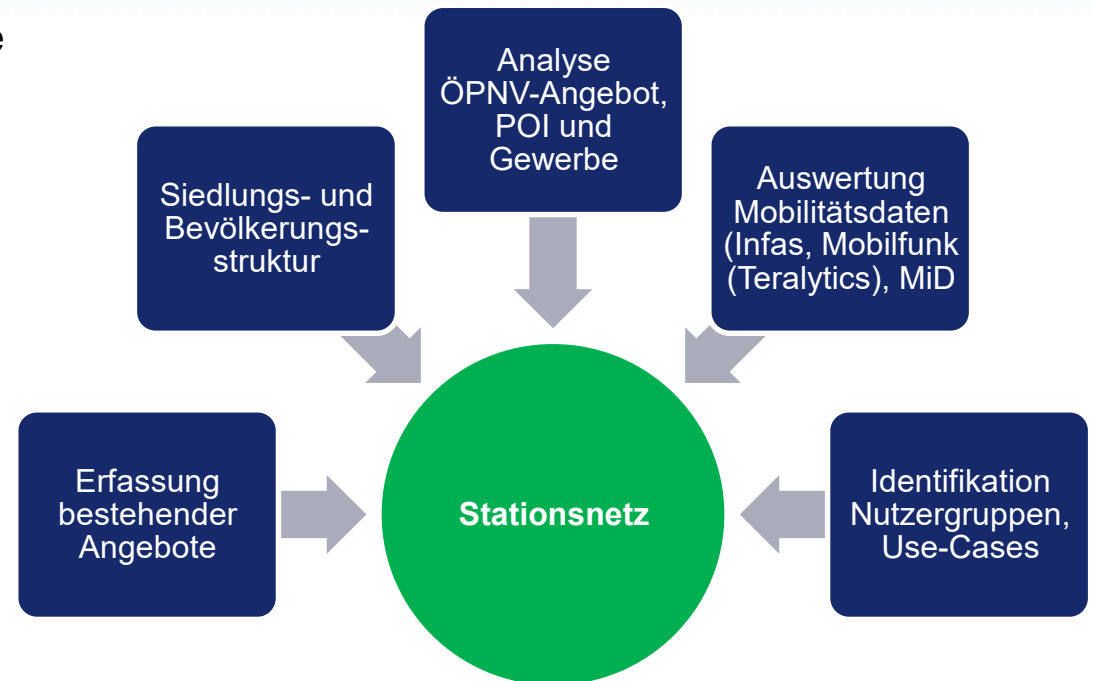 e
Analyse
ÖPNV-Angebot,
POI und
Gewerbe
Siedlungs- und
Bevölkerungs-
struktur
Auswertung
Mobilitätsdaten
(Infas, Mobilfunk
(Teralytics), MiD
Erfassung
bestehender
Angebote
Stationsnetz
Identifikation
Nutzergruppen,
Use-Cases